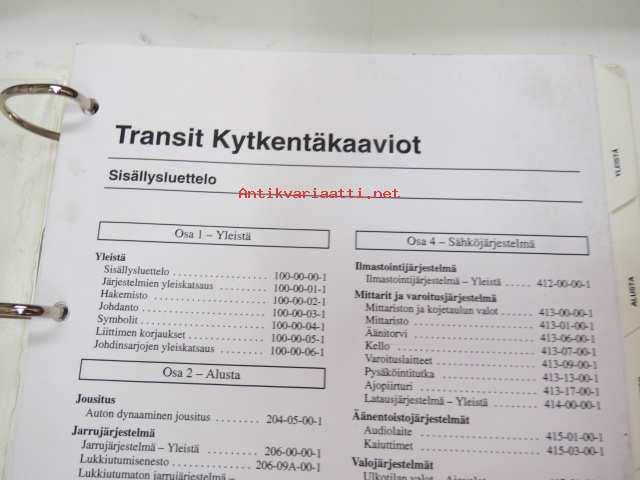 Transit Kytkentäkaaviot
Sisällysluettelo
Antikvariaatti.net
Osa 1 – Yleistä
Yleistä
Sisällysluettelo 100-00-00-1
Järjestelmien yleiskatsaus 100-00-01-1
Hakemisto 100-00-02-1
Johdanto 100-00-03-1
Symbolit 100-00-04-1
Liittimen korjaukset 100-00-05-1
Johdinsarjojen yleiskatsaus 100-00-06-1
Osa 2 – Alusta
Jousitus
Auton dynaaminen jousitus 204-05-00-1
Jarrujärjestelmä
Jarrujärjestelmä – Yleistä 206-00-00-1
Lukkiutumisenesto 206-09A-00-1
Lukkiutumaton jarrujärjestelmä –
Osa 4 – Sähköjärjestelmä
Ilmastointijärjestelmä
Ilmastointijärjestelmä – Yleistä 412-00-00-1
Mittarit ja varoitusjärjestelmä
Mittariston ja kojetaulun valot 413-00-00-1
Mittaristo 413-01-00-1
Äänitorvi 413-06-00-1
Kello 413-07-00-1
Varoituslaitteet 413-09-00-1
Pysäköintitutka 413-13-00-1
Ajopiirturi 413-17-00-1
Latausjärjestelmä – Yleistä 414-00-00-1
Äänentoistojärjestelmät
Audiolaite 415-01-00-1
Kaiuttimet 415-03-00-1
Valojärjestelmät
Ulkotilan valot – Ajovalot
YLEISTÄ
ALUSTA